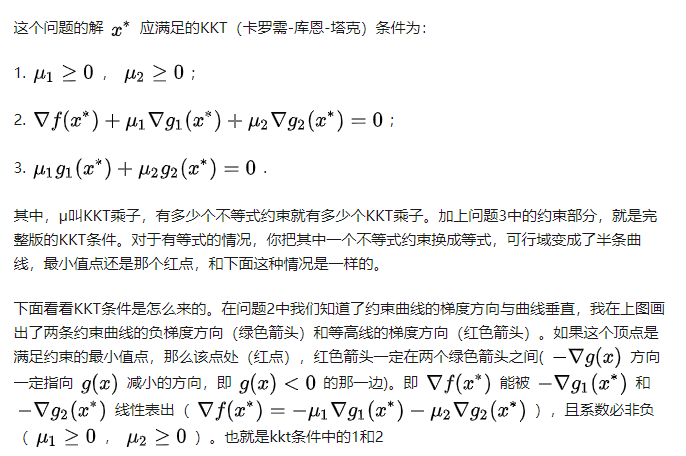 这个问题的解 x* 应满足的KKT（卡罗需-库恩-塔克）条件为：
1. μ₁ ≥ 0 ， μ₂ ≥ 0 ；
2. ∇f(x*) + μ₁∇g₁(x*) + μ₂∇g₂(x*) = 0 ；
3. μ₁g₁(x*) + μ₂g₂(x*) = 0 .
其中，μ叫KKT乘子，有多少个不等式约束就有多少个KKT乘子。加上问题3中的约束部分，就是完
整版的KKT条件。对于有等式的情况，你把其中一个不等式约束换成等式，可行域变成了半条曲
线，最小值点还是那个红点，和下面这种情况是一样的。
下面看看KKT条件是怎么来的。在问题2中我们知道了约束曲线的梯度方向与曲线垂直，我在上图画
出了两条约束曲线的负梯度方向（绿色箭头）和等高线的梯度方向（红色箭头）。如果这个顶点是
满足约束的最小值点，那么该点处（红点），红色箭头一定在两个绿色箭头之间( −∇g(x) 方向
一定指向 g(x) 减小的方向，即 g(x) < 0 的那一边)。即 ∇f(x*) 能被 −∇g₁(x*) 和
−∇g₂(x*) 线性表出（ ∇f(x*) = −μ₁∇g₁(x*) − μ₂∇g₂(x*) ），且系数必非负
（ μ₁ ≥ 0 ， μ₂ ≥ 0 ）。也就是kkt条件中的1和2